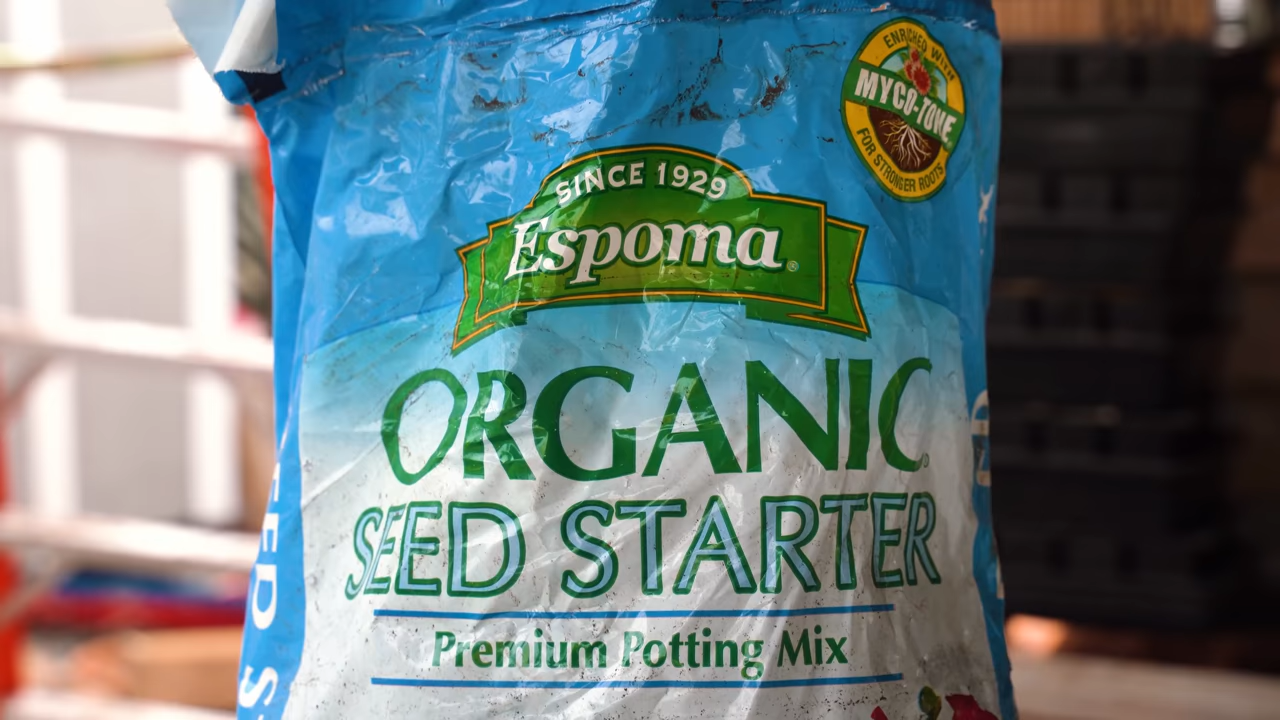 ENRICHED WITH
MYCO-TONE
FOR STRONGER ROOTS
SINCE 1929
Espoma®
ORGANIC
SEED STARTER
Premium Potting Mix